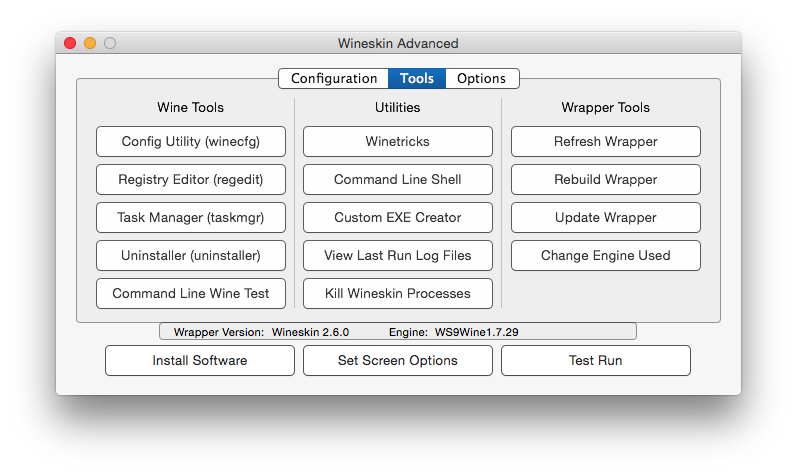 Wineskin Advanced
Configuration Tools Options
Wine Tools Utilities Wrapper Tools
Config Utility (winecfg) Winetricks Refresh Wrapper
Registry Editor (regedit) Command Line Shell Rebuild Wrapper
Task Manager (taskmgr) Custom EXE Creator Update Wrapper
Uninstaller (uninstaller) View Last Run Log Files Change Engine Used
Command Line Wine Test Kill Wineskin Processes
Wrapper Version: Wineskin 2.6.0 Engine: WS9Wine1.7.29
Install Software Set Screen Options Test Run